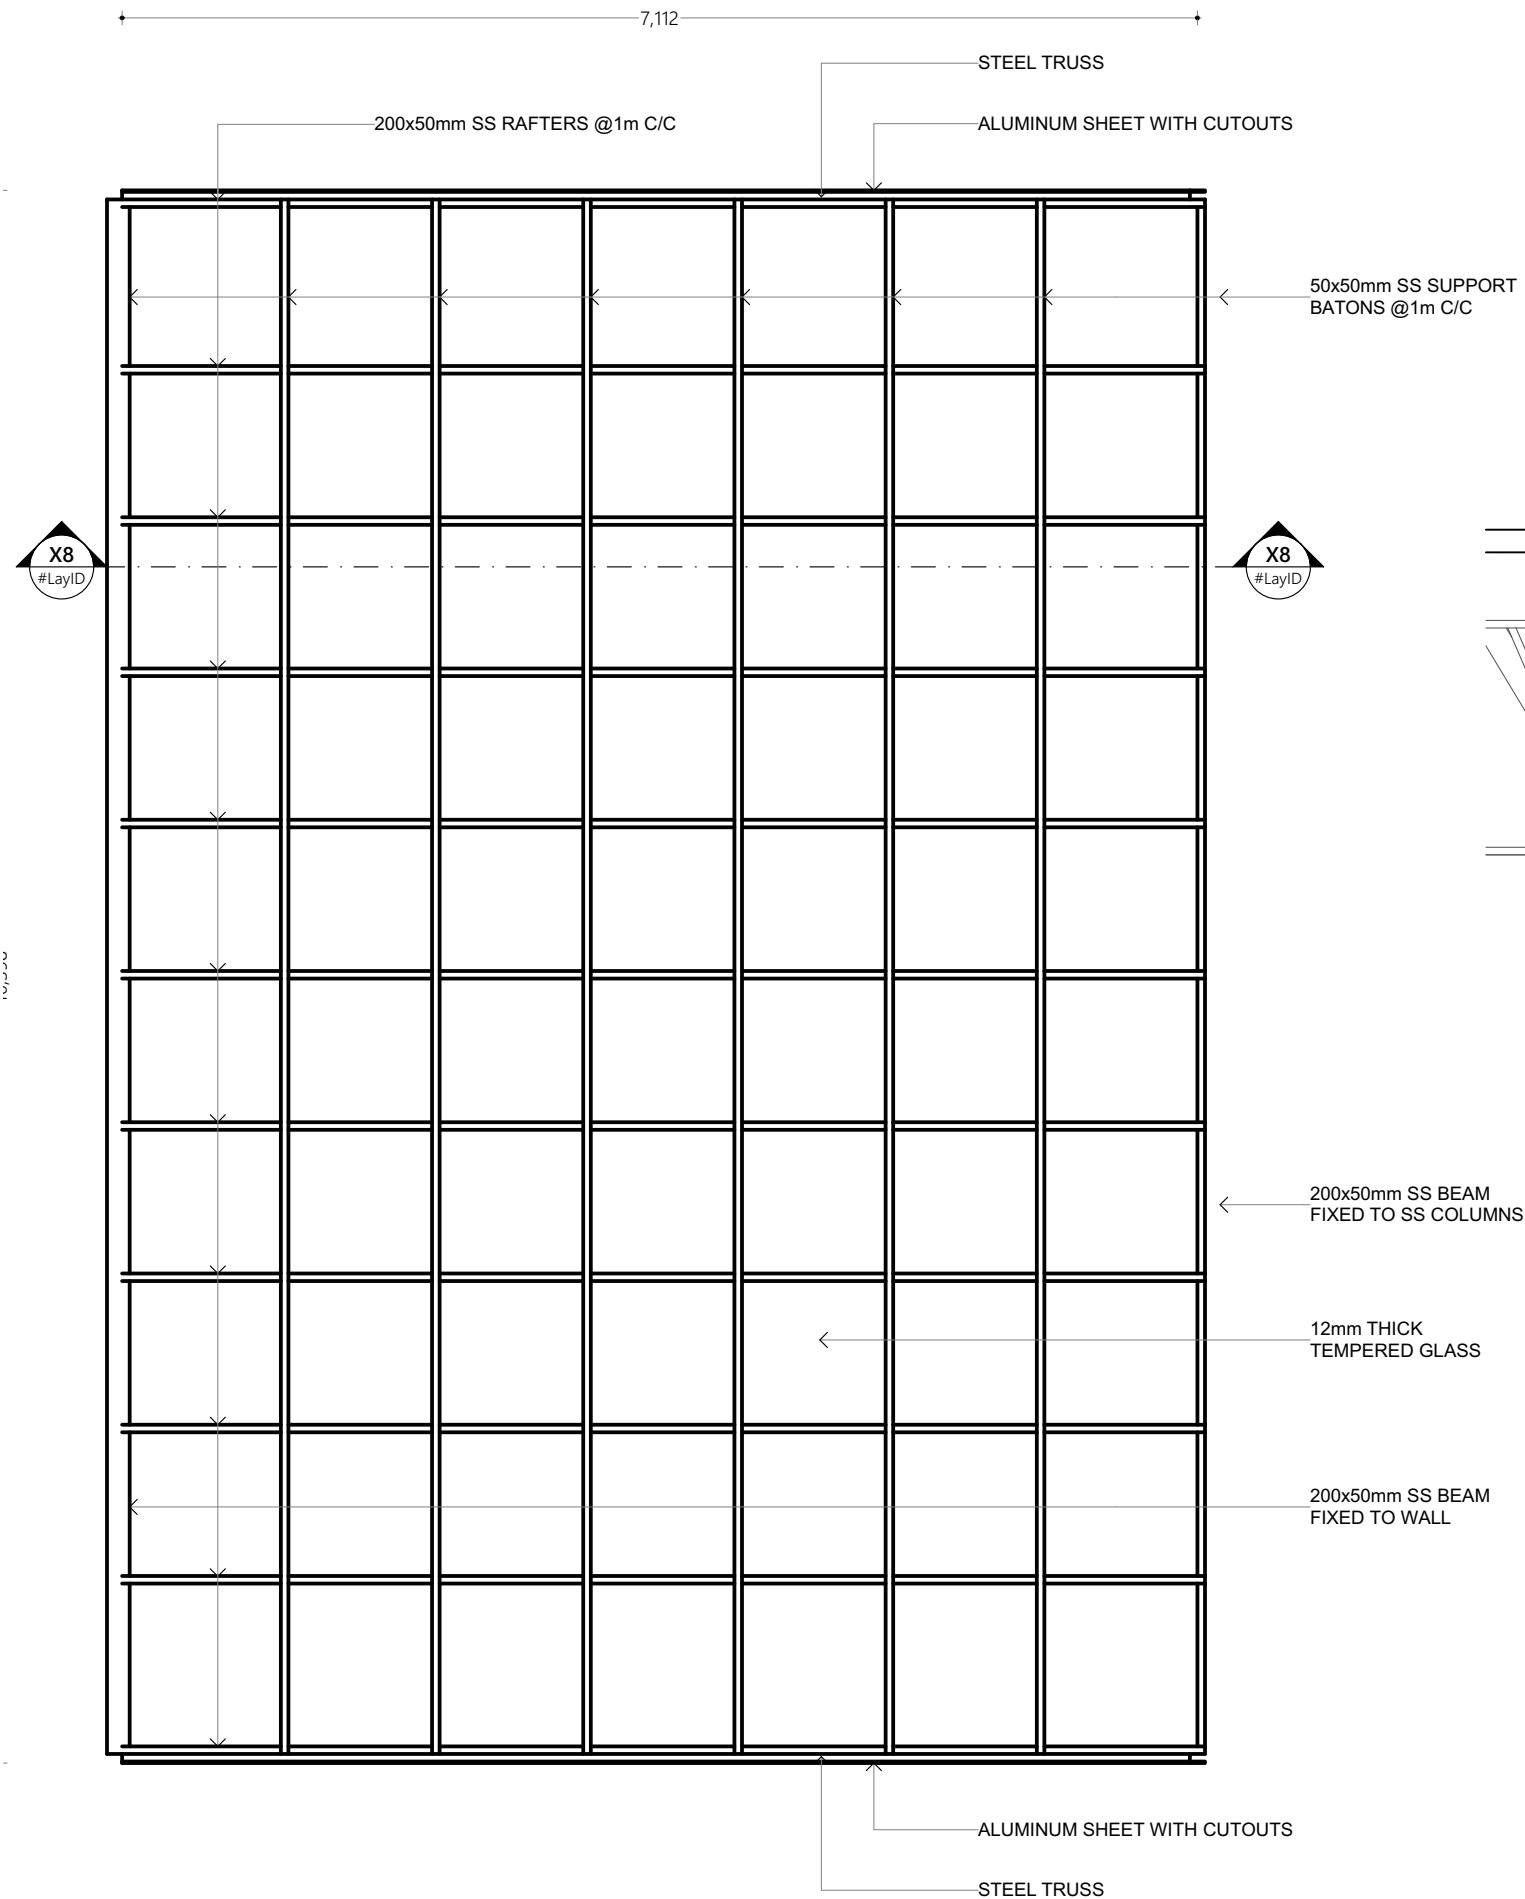 7,112
STEEL TRUSS
200x50mm SS RAFTERS @1m C/C
ALUMINUM SHEET WITH CUTOUTS
50x50mm SS SUPPORT
BATONS @1m C/C
X8
#LayID
X8
#LayID
200x50mm SS BEAM
FIXED TO SS COLUMNS
12mm THICK
TEMPERED GLASS
200x50mm SS BEAM
FIXED TO WALL
ALUMINUM SHEET WITH CUTOUTS
STEEL TRUSS